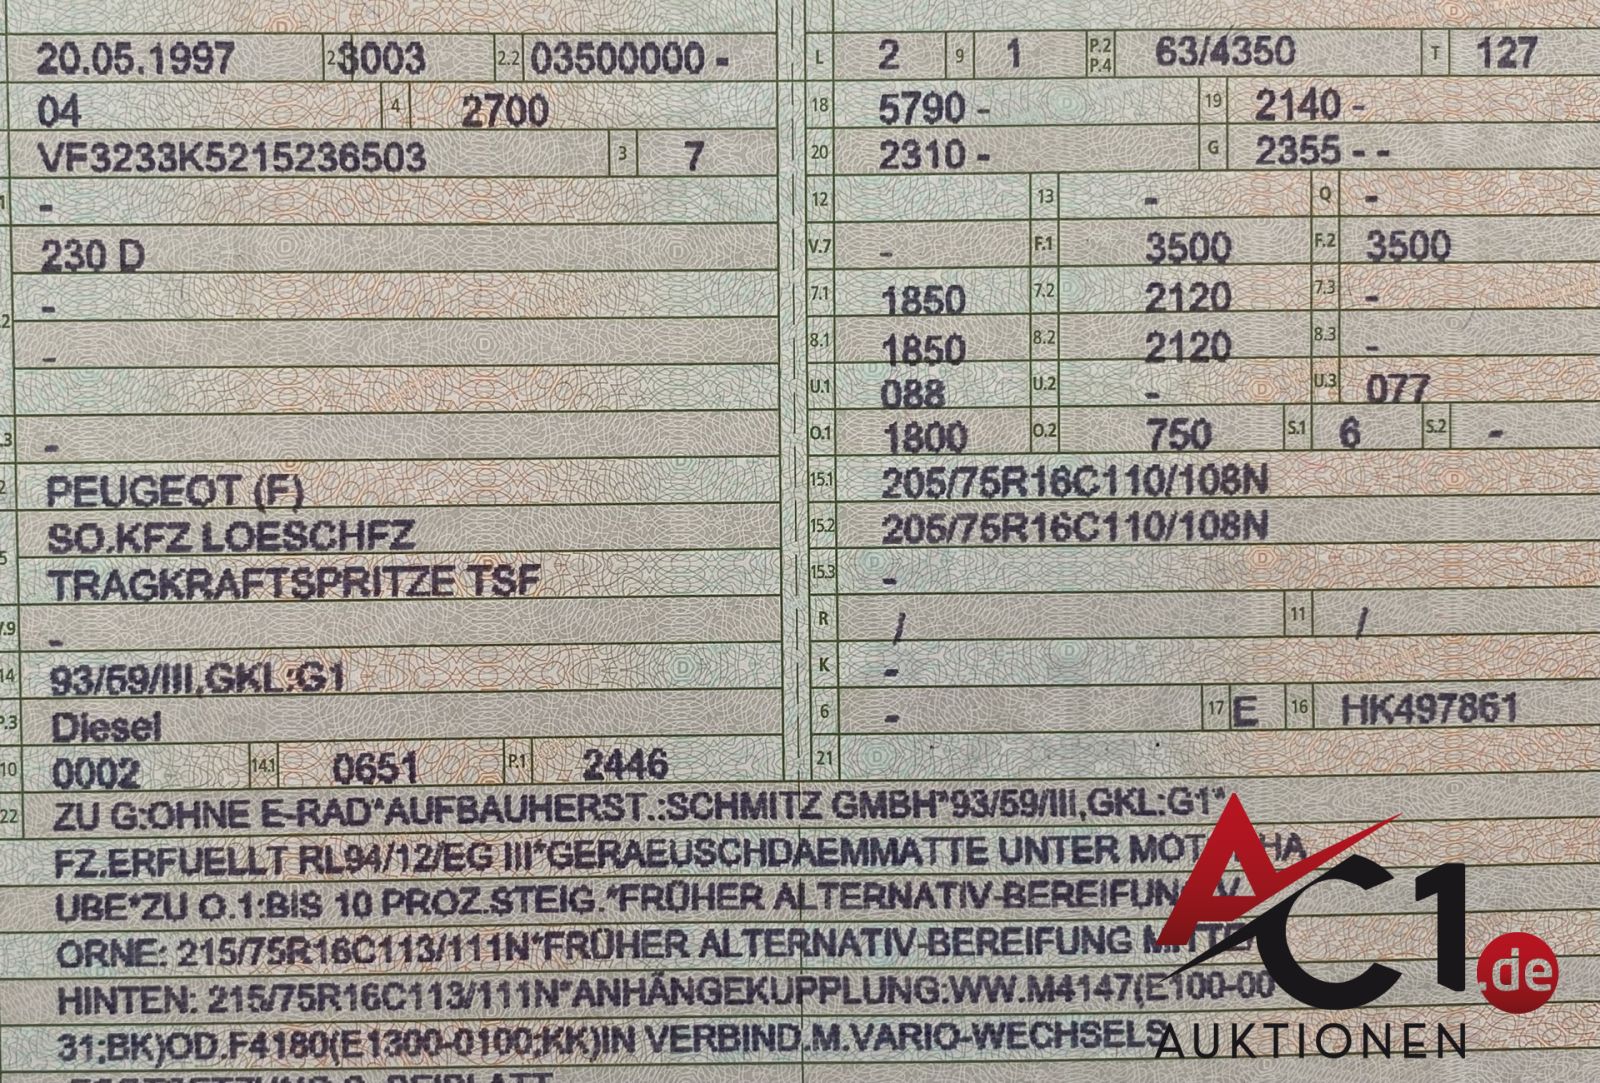 20.05.1997 2.1 3003 2.2 03500000 -
04 4 2700
VF3233K5215236503 3 7
-
230 D
-
-
-
PEUGEOT (F)
SO.KFZ LOESCHFZ
TRAGKRAFTSPRITZE TSF
-
14 93/59/III,GKL:G1
P.3 Diesel
10 0002 14.1 0651 P.1 2446
L 2 9 1 P.2 P.4 63/4350 T 127
18 5790 - 19 2140 -
20 2310 - G 2355 - -
12 13 - Q -
V.7 - F.1 3500 F.2 3500
7.1 1850 7.2 2120 7.3 -
8.1 1850 8.2 2120 8.3 -
U.1 088 U.2 - U.3 077
O.1 1800 O.2 750 S.1 6 S.2 -
15.1 205/75R16C110/108N
15.2 205/75R16C110/108N
15.3 -
R / 11 /
K -
6 - 17 E 16 HK497861
21
22 ZU G:OHNE E-RAD*AUFBAUHERST.:SCHMITZ GMBH*93/59/III,GKL:G1*
FZ.ERFUELLT RL94/12/EG III*GERAEUSCHDAEMMATTE UNTER
UBE*ZU O.1:BIS 10 PROZ.STEIG.*FRÜHER ALTERNATIV-BEREIFUNG V
ORNE: 215/75R16C113/111N*FRÜHER ALTERNATIV-BEREIFUNG
HINTEN: 215/75R16C113/111N*ANHÄNGEKUPPLUNG:WW.M4147(E100-00
31;BK)OD.F4180(E1300-0100;KK)IN VERBIND.M.VARIO-WECHSELS
AC1.de
AUKTIONEN